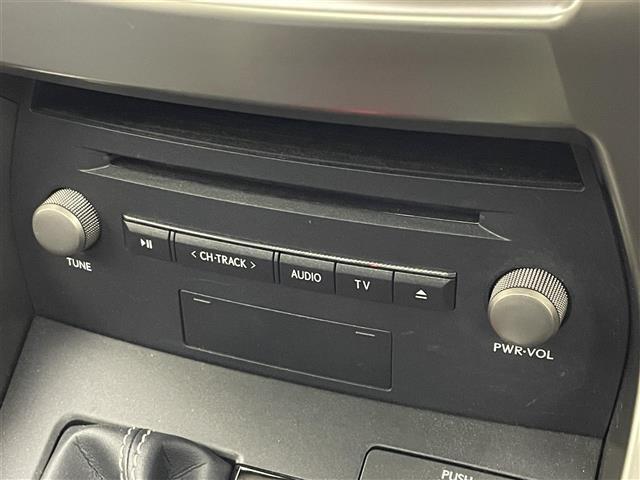 TUNE
< CH·TRACK >
AUDIO
TV
PWR·VOL
PUSH